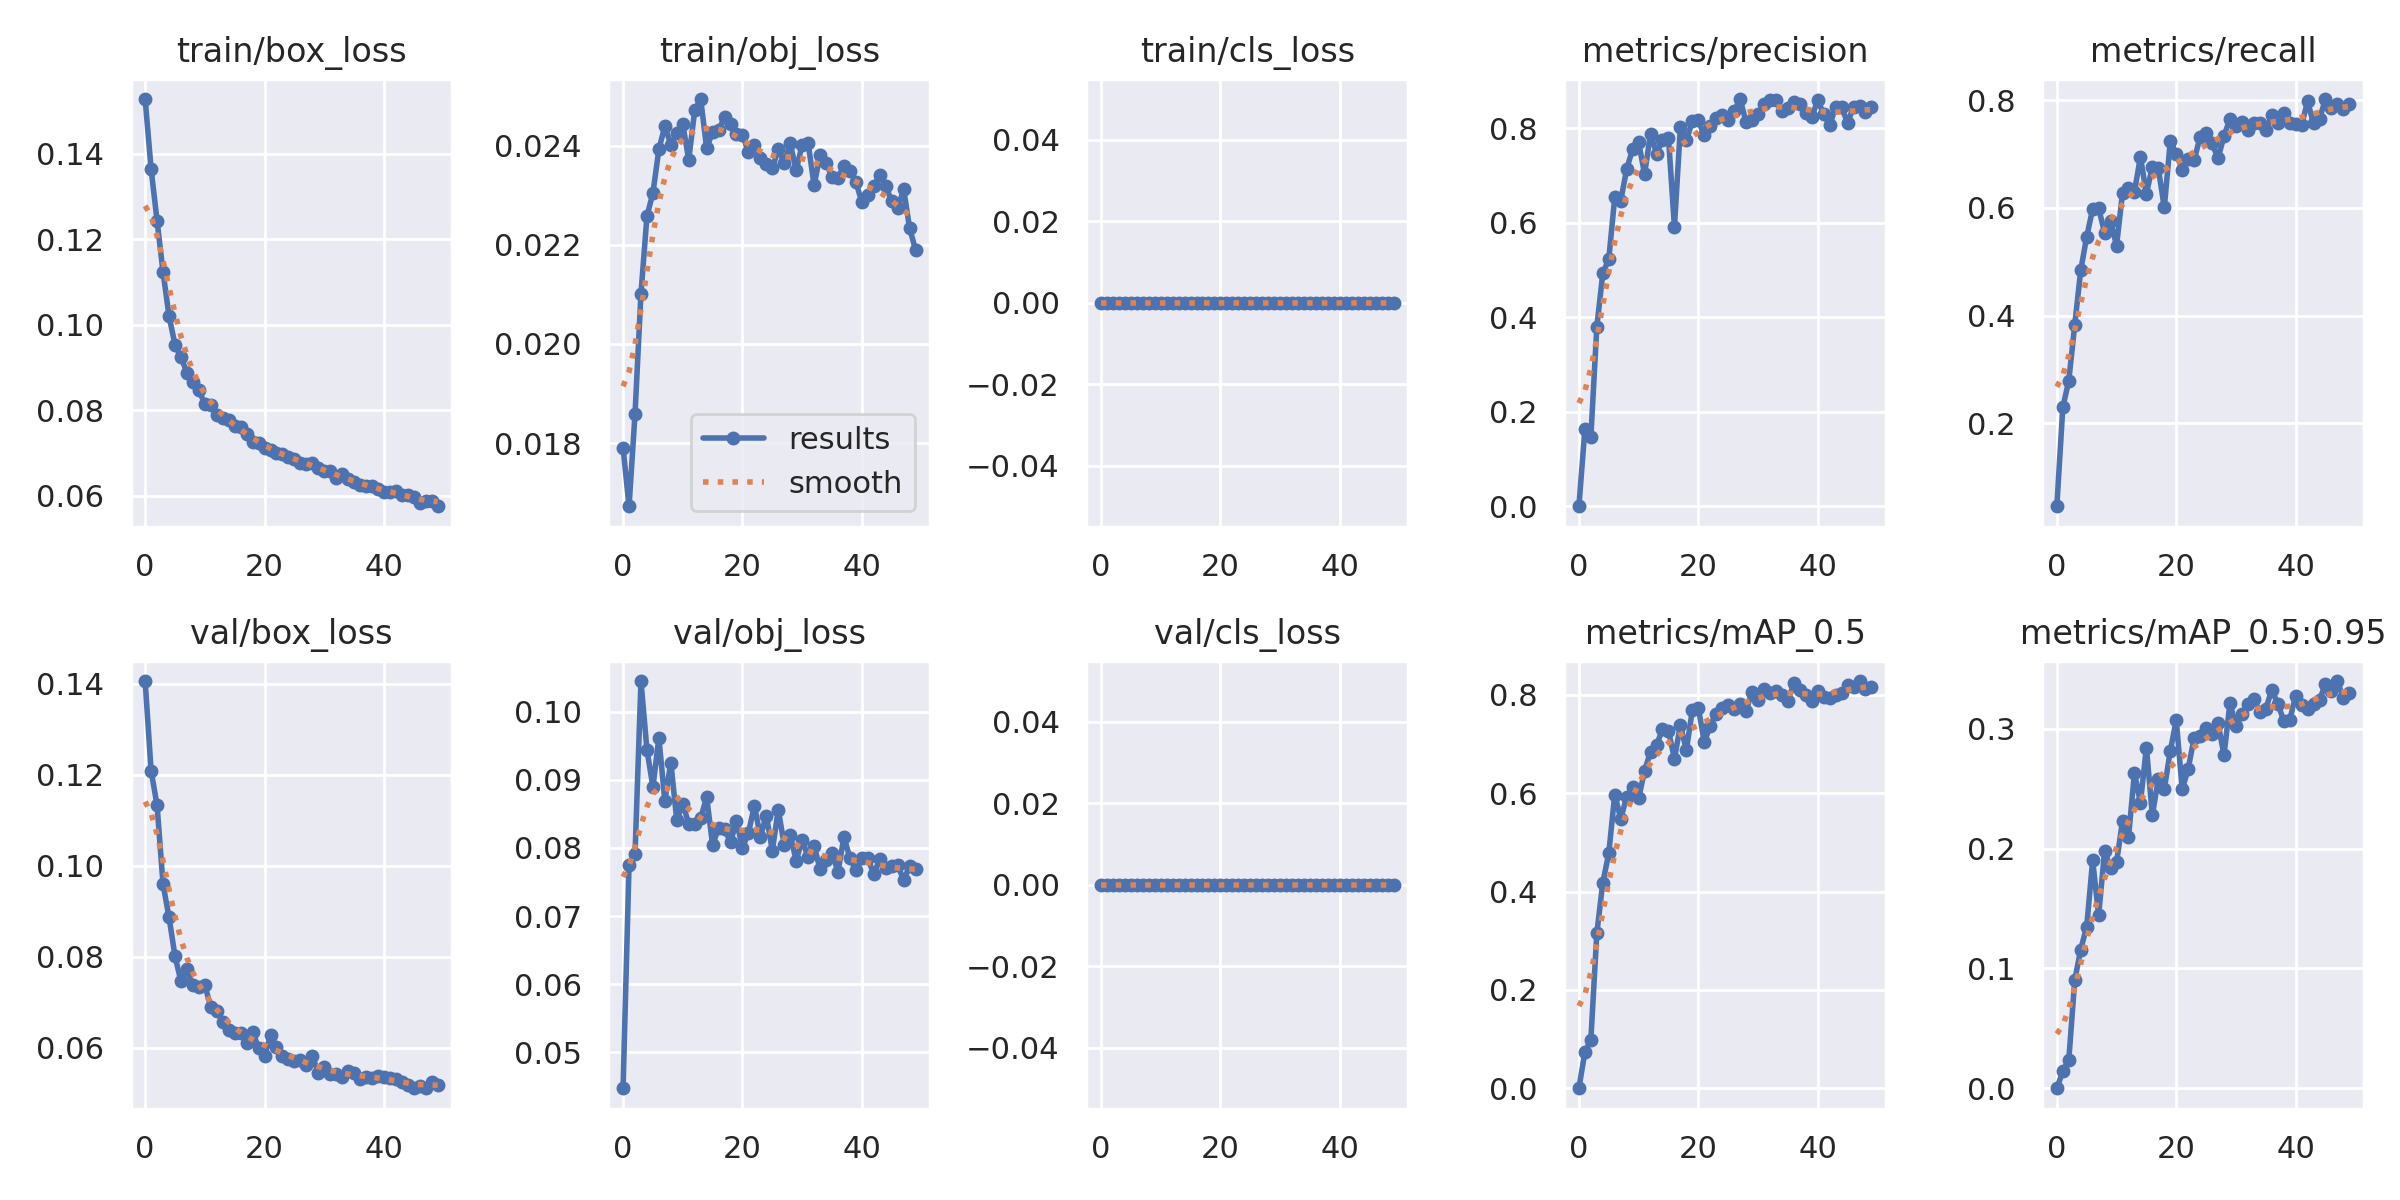 train/box_loss
0.14
0.12
0.10
0.08
0.06
0 20 40
train/obj_loss
0.024
0.022
0.020
0.018
results
smooth
0 20 40
train/cls_loss
0.04
0.02
0.00
−0.02
−0.04
0 20 40
metrics/precision
0.8
0.6
0.4
0.2
0.0
0 20 40
metrics/recall
0.8
0.6
0.4
0.2
0 20 40
val/box_loss
0.14
0.12
0.10
0.08
0.06
0 20 40
val/obj_loss
0.10
0.09
0.08
0.07
0.06
0.05
0 20 40
val/cls_loss
0.04
0.02
0.00
−0.02
−0.04
0 20 40
metrics/mAP_0.5
0.8
0.6
0.4
0.2
0.0
0 20 40
metrics/mAP_0.5:0.95
0.3
0.2
0.1
0.0
0 20 40